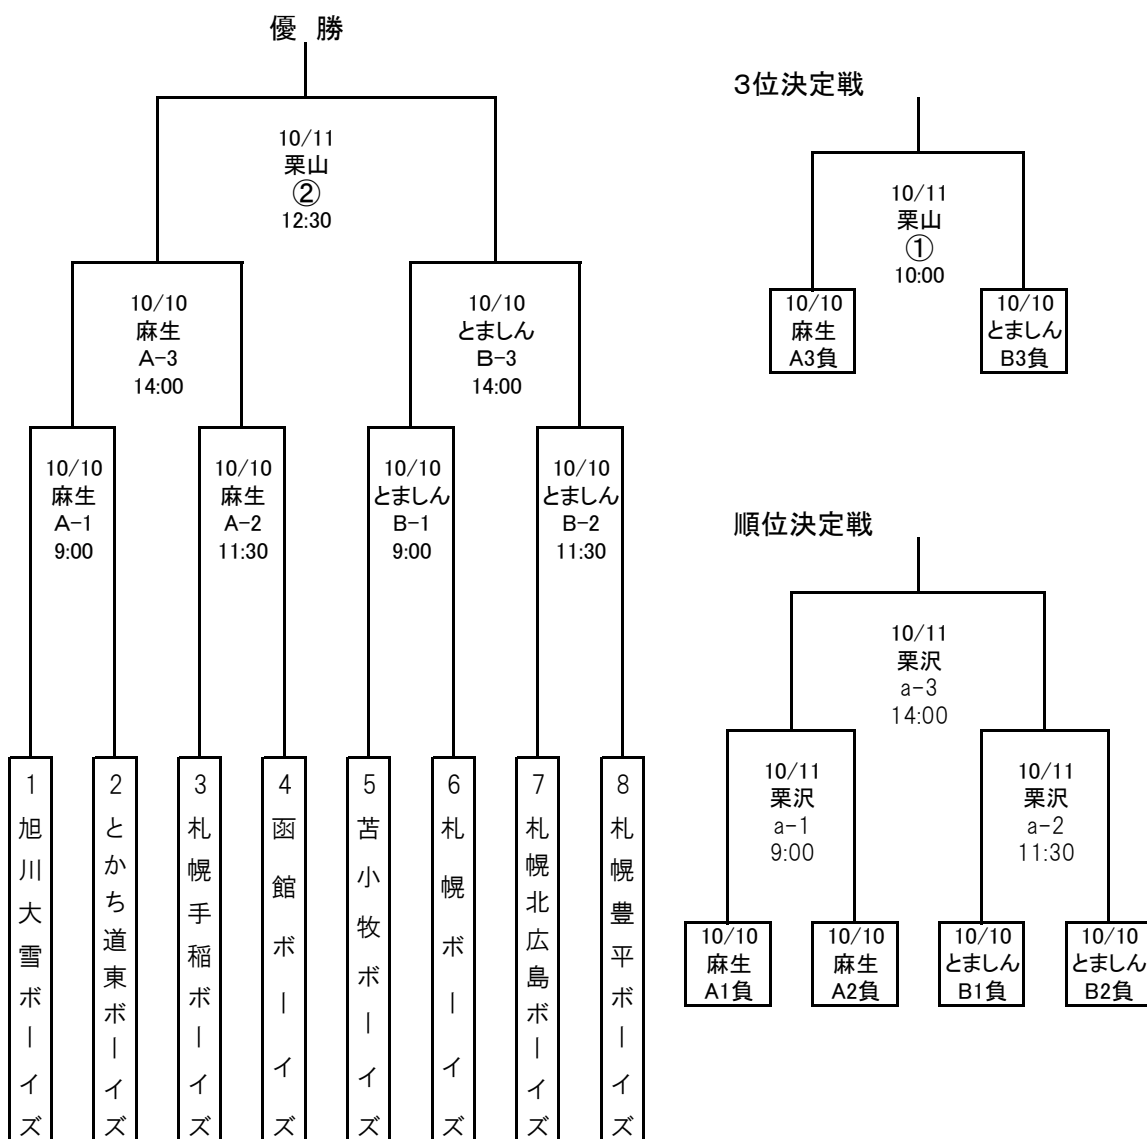 優 勝
10/11
栗山
②
12:30
10/10
麻生
A-3
14:00
10/10
とましん
B-3
14:00
10/10
麻生
A-1
9:00
10/10
麻生
A-2
11:30
10/10
とましん
B-1
9:00
10/10
とましん
B-2
11:30
1 旭川大雪ボーイズ
2 とかち道東ボーイズ
3 札幌手稲ボーイズ
4 函館ボーイズ
5 苫小牧ボーイズ
6 札幌ボーイズ
7 札幌北広島ボーイズ
8 札幌豊平ボーイズ
3位決定戦
10/11
栗山
①
10:00
10/10
麻生
A3負
10/10
とましん
B3負
順位決定戦
10/11
栗沢
a-3
14:00
10/11
栗沢
a-1
9:00
10/11
栗沢
a-2
11:30
10/10
麻生
A1負
10/10
麻生
A2負
10/10
とましん
B1負
10/10
とましん
B2負